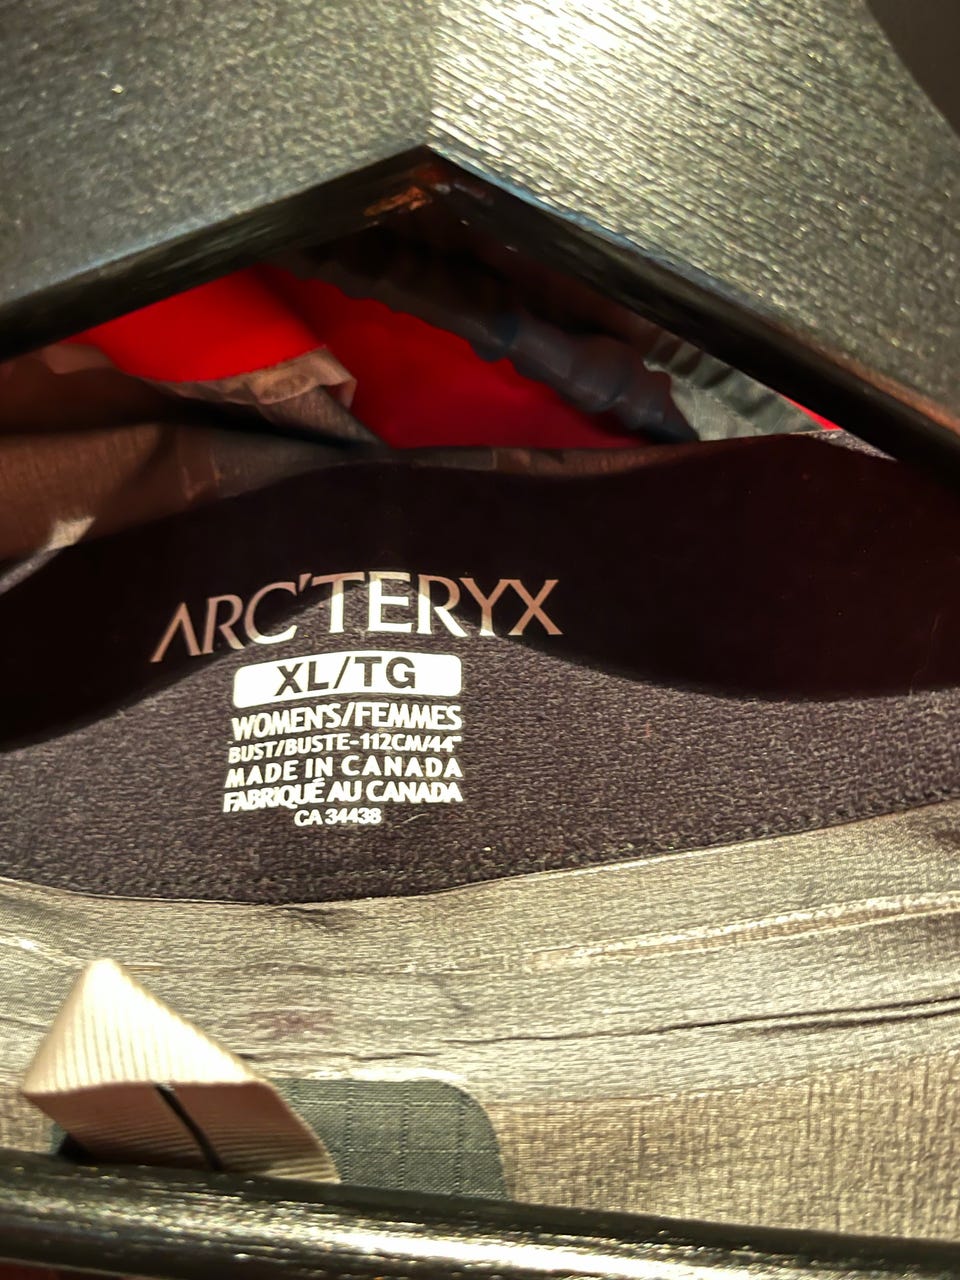 ARC'TERYX
XL/TG
WOMEN'S/FEMMES
BUST/BUSTE-112CM/44"
MADE IN CANADA
FABRIQUÉ AU CANADA
CA 34438